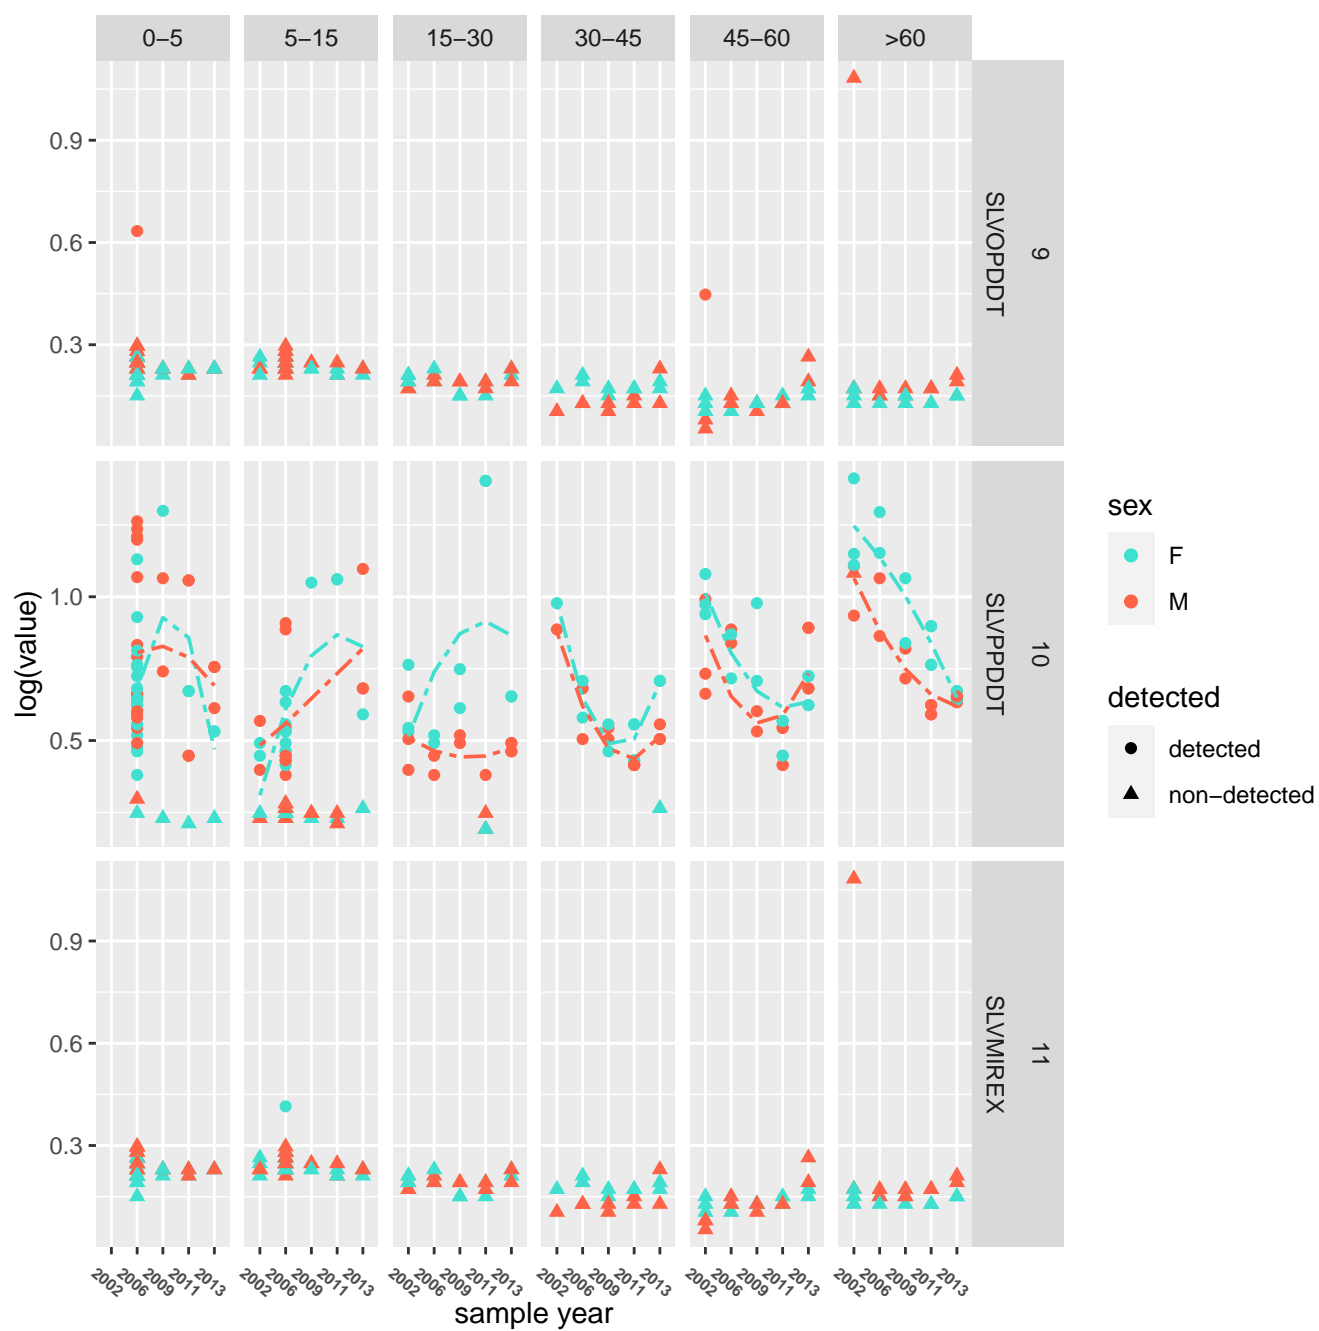 0−5 5−15 15−30 30−45 45−60 >60
0.9
0.6
0.3
SLVOPDDT
9
1.0
0.5
SLVPPDDT
10
0.9
0.6
0.3
SLVMIREX
11
log(value)
2002 2006 2009 2011 2013 2002 2006 2009 2011 2013 2002 2006 2009 2011 2013 2002 2006 2009 2011 2013 2002 2006 2009 2011 2013 2002 2006 2009 2011 2013
sample year
sex
F
M
detected
detected
non−detected